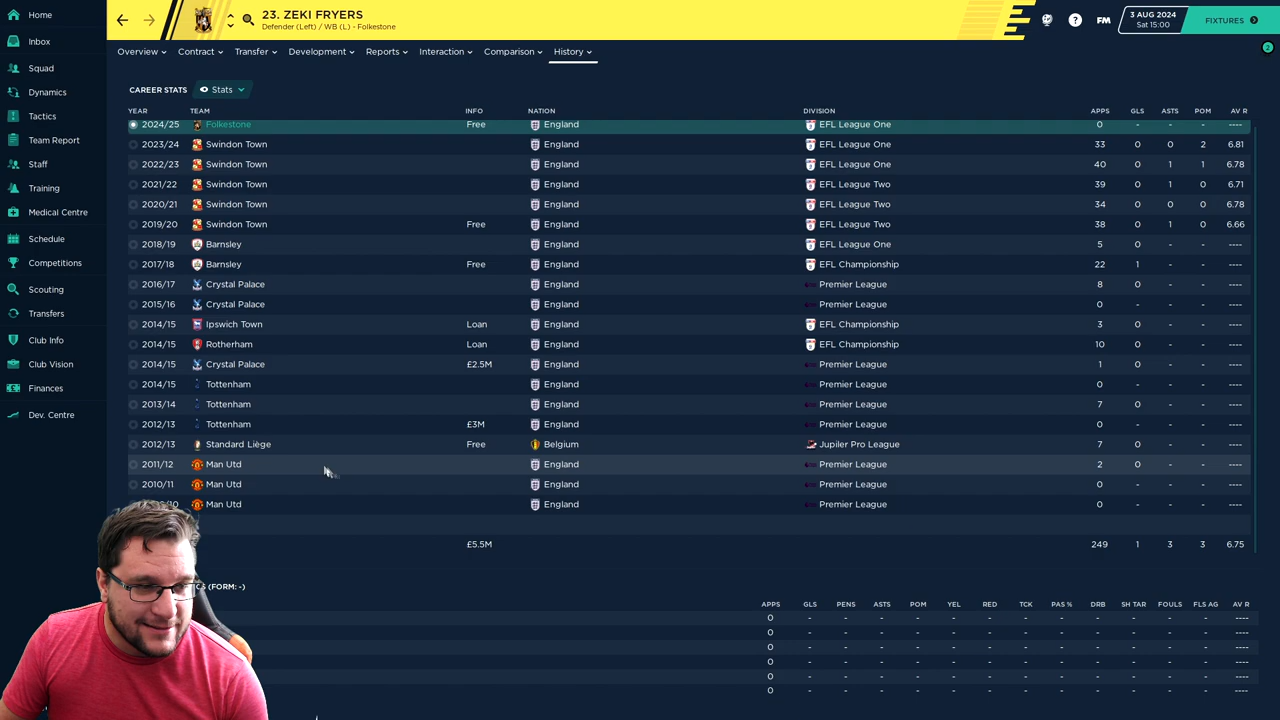 Home
Inbox
Squad
Dynamics
Tactics
Team Report
Staff
Training
Medical Centre
Schedule
Competitions
Scouting
Transfers
Club Info
Club Vision
Finances
Dev. Centre
23. ZEKI FRYERS
Defender (Left) / WB (L) - Folkestone
? FM
3 AUG 2024
Sat 15:00
FIXTURES
2
Overview Contract Transfer Development Reports Interaction Comparison History
CAREER STATS Stats
YEAR TEAM INFO NATION DIVISION APPS GLS ASTS POM AV R
2024/25 Folkestone Free England EFL League One 0 - - - ----
2023/24 Swindon Town England EFL League One 33 0 0 2 6.81
2022/23 Swindon Town England EFL League One 40 0 1 1 6.78
2021/22 Swindon Town England EFL League Two 39 0 1 0 6.71
2020/21 Swindon Town England EFL League Two 34 0 0 0 6.78
2019/20 Swindon Town Free England EFL League Two 38 0 1 0 6.66
2018/19 Barnsley England EFL League One 5 0 - - ----
2017/18 Barnsley Free England EFL Championship 22 1 - - ----
2016/17 Crystal Palace England Premier League 8 0 - - ----
2015/16 Crystal Palace England Premier League 0 - - - ----
2014/15 Ipswich Town Loan England EFL Championship 3 0 - - ----
2014/15 Rotherham Loan England EFL Championship 10 0 - - ----
2014/15 Crystal Palace £2.5M England Premier League 1 0 - - ----
2014/15 Tottenham England Premier League 0 - - - ----
2013/14 Tottenham England Premier League 7 0 - - ----
2012/13 Tottenham £3M England Premier League 0 - - - ----
2012/13 Standard Liège Free Belgium Jupiler Pro League 7 0 - - ----
2011/12 Man Utd England Premier League 2 0 - - ----
2010/11 Man Utd England Premier League 0 - - - ----
Man Utd England Premier League 0 - - - ----
£5.5M 249 1 3 3 6.75
(FORM: -)
APPS GLS PENS ASTS POM YEL RED TCK PAS % DRB SH TAR FOULS FLS AG AV R
0 - - - - - - - - - - - - ----
0 - - - - - - - - - - - - ----
0 - - - - - - - - - - - - ----
0 - - - - - - - - - - - - ----
0 - - - - - - - - - - - - ----
0 - - - - - - - - - - - - ----